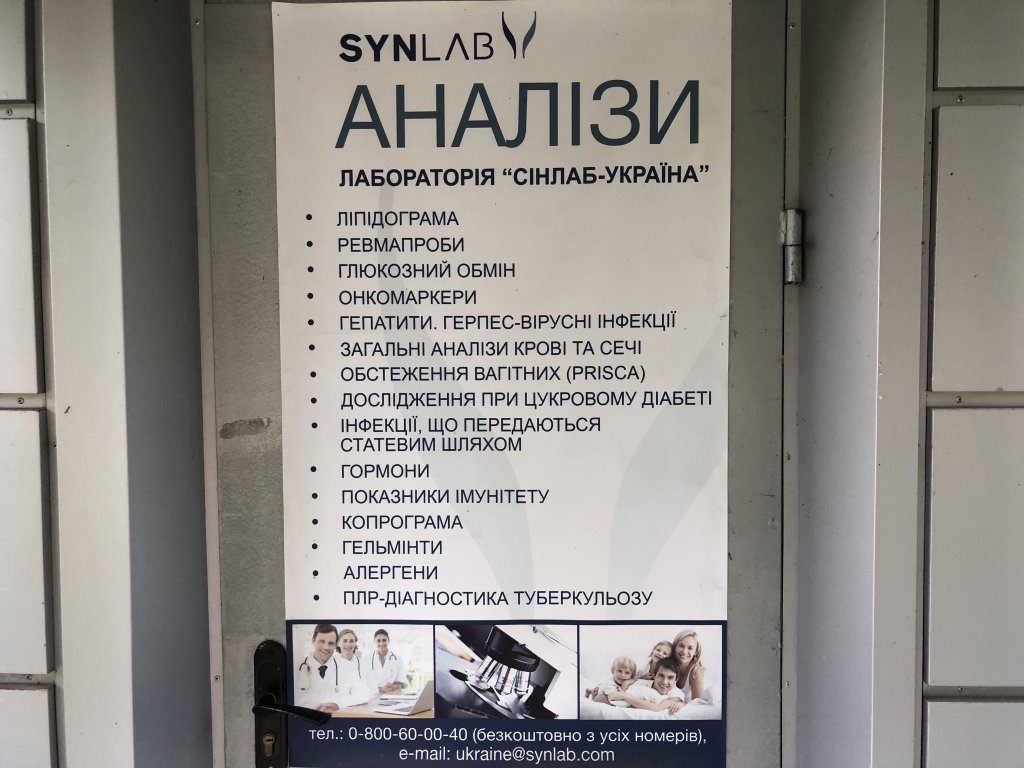 SYNLAB
АНАЛІЗИ
ЛАБОРАТОРІЯ “СІНЛАБ-УКРАЇНА”
• ЛІПІДОГРАМА
• РЕВМАПРОБИ
• ГЛЮКОЗНИЙ ОБМІН
• ОНКОМАРКЕРИ
• ГЕПАТИТИ. ГЕРПЕС-ВІРУСНІ ІНФЕКЦІЇ
• ЗАГАЛЬНІ АНАЛІЗИ КРОВІ ТА СЕЧІ
• ОБСТЕЖЕННЯ ВАГІТНИХ (PRISCA)
• ДОСЛІДЖЕННЯ ПРИ ЦУКРОВОМУ ДІАБЕТІ
• ІНФЕКЦІЇ, ЩО ПЕРЕДАЮТЬСЯ
СТАТЕВИМ ШЛЯХОМ
• ГОРМОНИ
• ПОКАЗНИКИ ІМУНІТЕТУ
• КОПРОГРАМА
• ГЕЛЬМІНТИ
• АЛЕРГЕНИ
• ПЛР-ДІАГНОСТИКА ТУБЕРКУЛЬОЗУ
тел.: 0-800-60-00-40 (безкоштовно з усіх номерів),
e-mail: ukraine@synlab.com